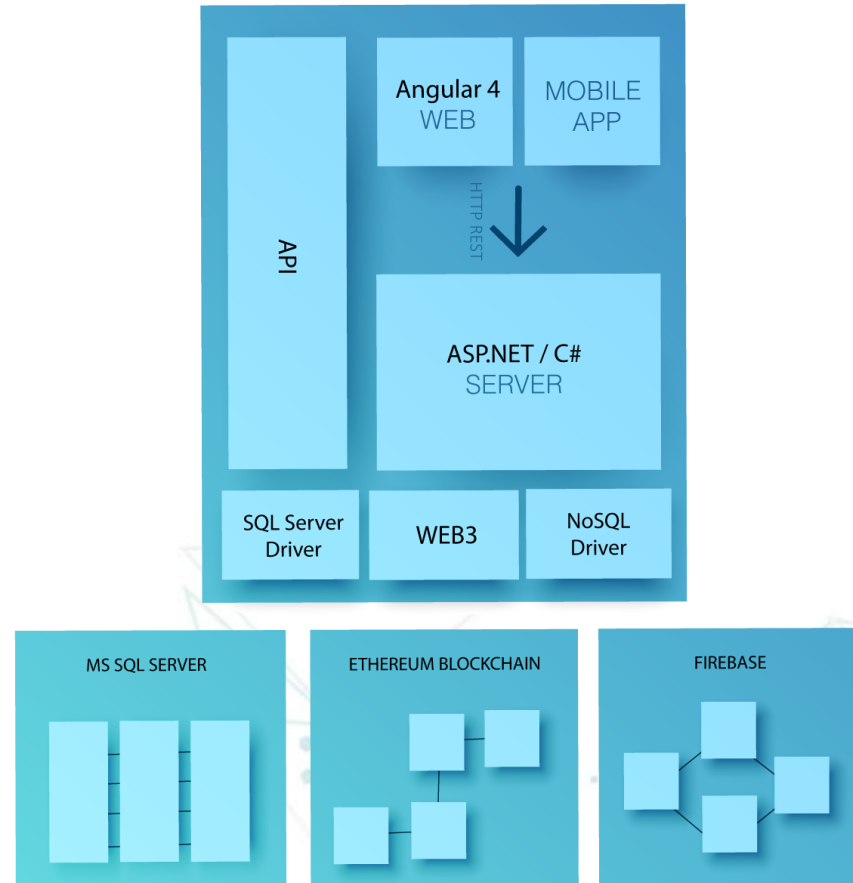 API
Angular 4
WEB
MOBILE
APP
HTTP REST
ASP.NET / C#
SERVER
SQL Server
Driver
WEB3
NoSQL
Driver
MS SQL SERVER
ETHEREUM BLOCKCHAIN
FIREBASE